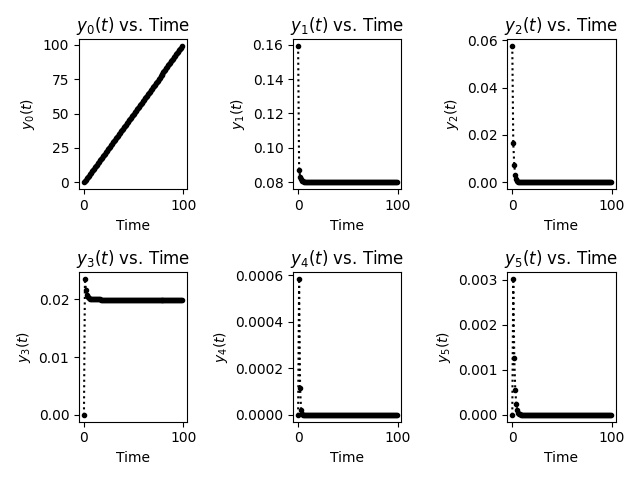 y₀(t) vs. Time
y₁(t) vs. Time
y₂(t) vs. Time
100
75
50
25
0
y₀(t)
0
100
Time
0.16
0.14
0.12
0.10
0.08
y₁(t)
0
100
Time
0.06
0.04
0.02
0.00
y₂(t)
0
100
Time
y₃(t) vs. Time
y₄(t) vs. Time
y₅(t) vs. Time
0.02
0.01
0.00
y₃(t)
0
100
Time
0.0006
0.0004
0.0002
0.0000
y₄(t)
0
100
Time
0.003
0.002
0.001
0.000
y₅(t)
0
100
Time